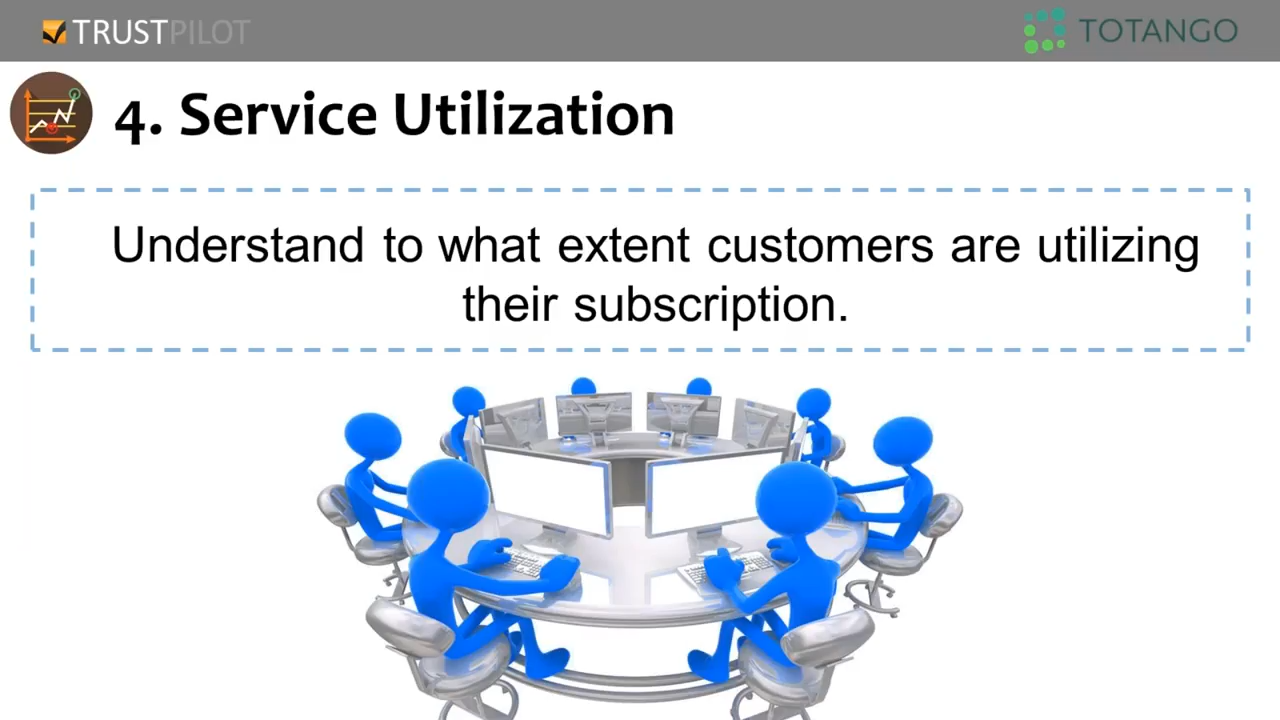 TRUSTPILOT
TOTANGO
4. Service Utilization
Understand to what extent customers are utilizing
their subscription.